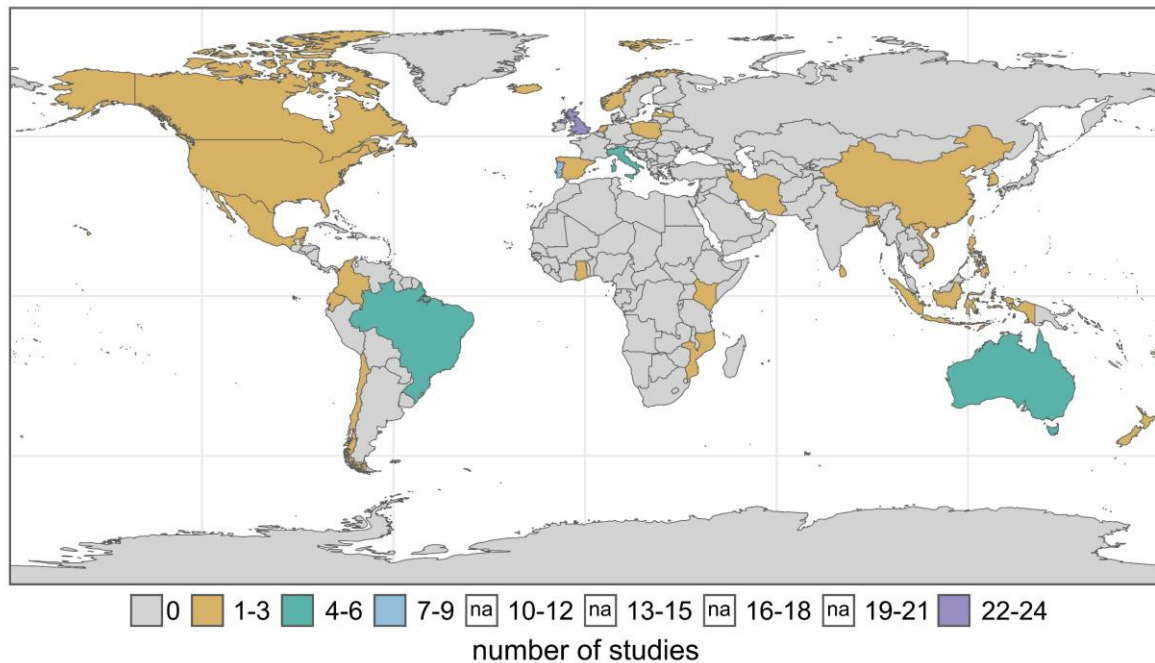 0 1-3 4-6 7-9 na 10-12 na 13-15 na 16-18 na 19-21 22-24
number of studies